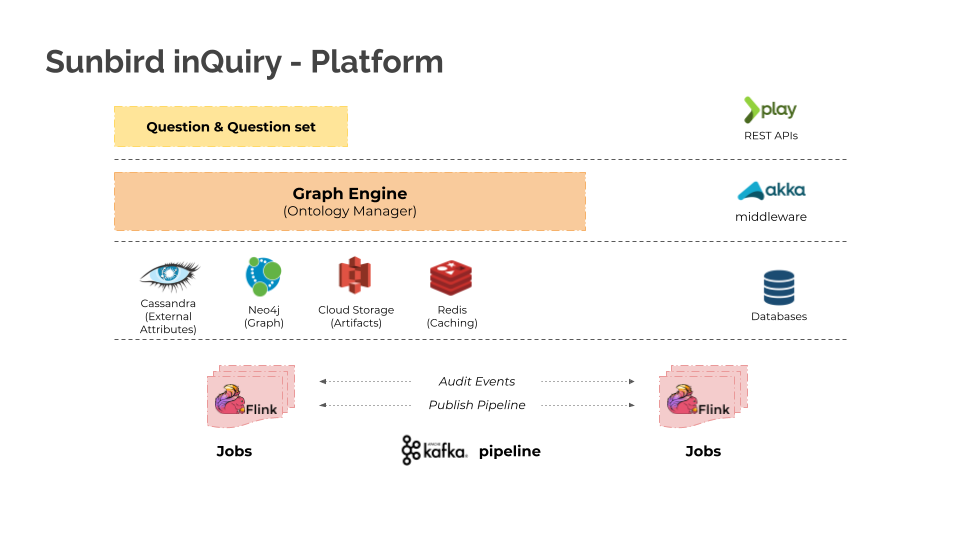 Sunbird inQuiry - Platform
Question & Question set
play
REST APIs
Graph Engine
(Ontology Manager)
akka
middleware
Cassandra
(External
Attributes)
Neo4j
(Graph)
Cloud Storage
(Artifacts)
Redis
(Caching)
Databases
Flink
Audit Events
Publish Pipeline
Flink
Jobs
kafka. pipeline
Jobs